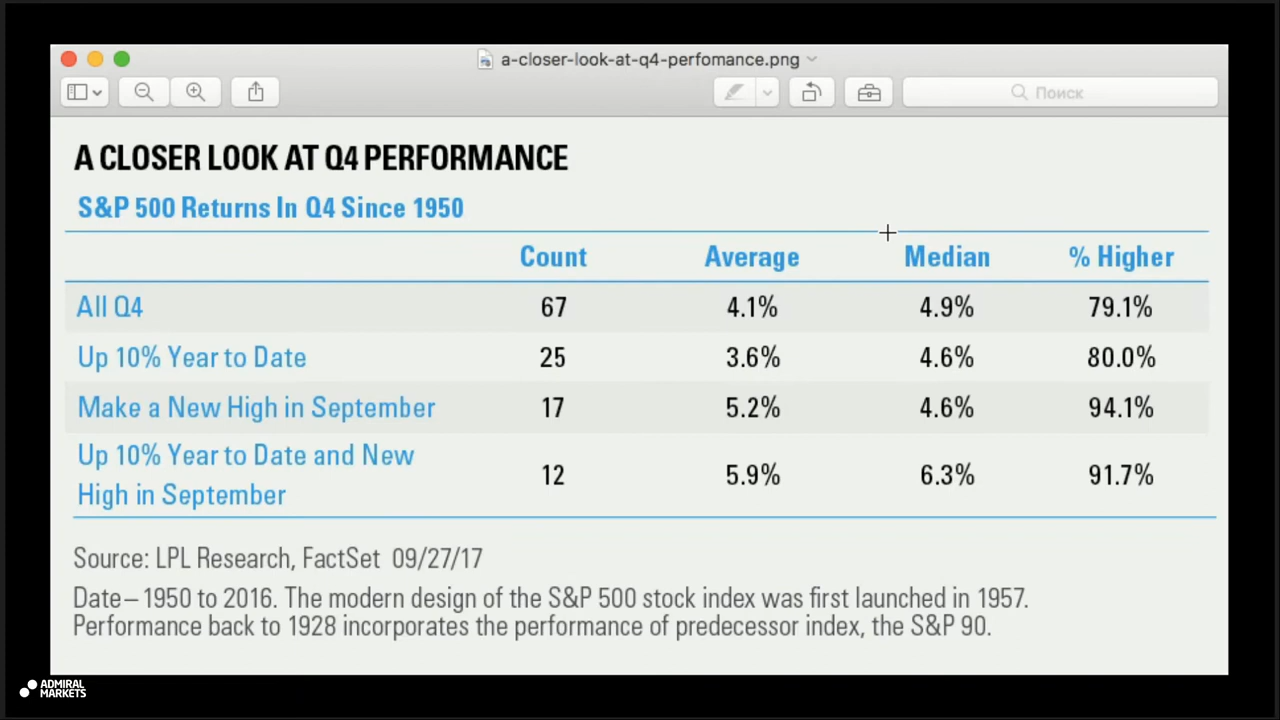 a-closer-look-at-q4-perfomance.png
Поиск
A CLOSER LOOK AT Q4 PERFORMANCE
S&P 500 Returns In Q4 Since 1950
Count Average Median % Higher
All Q4 67 4.1% 4.9% 79.1%
Up 10% Year to Date 25 3.6% 4.6% 80.0%
Make a New High in September 17 5.2% 4.6% 94.1%
Up 10% Year to Date and New
High in September 12 5.9% 6.3% 91.7%
Source: LPL Research, FactSet 09/27/17
Date – 1950 to 2016. The modern design of the S&P 500 stock index was first launched in 1957.
Performance back to 1928 incorporates the performance of predecessor index, the S&P 90.
ADMIRAL
MARKETS